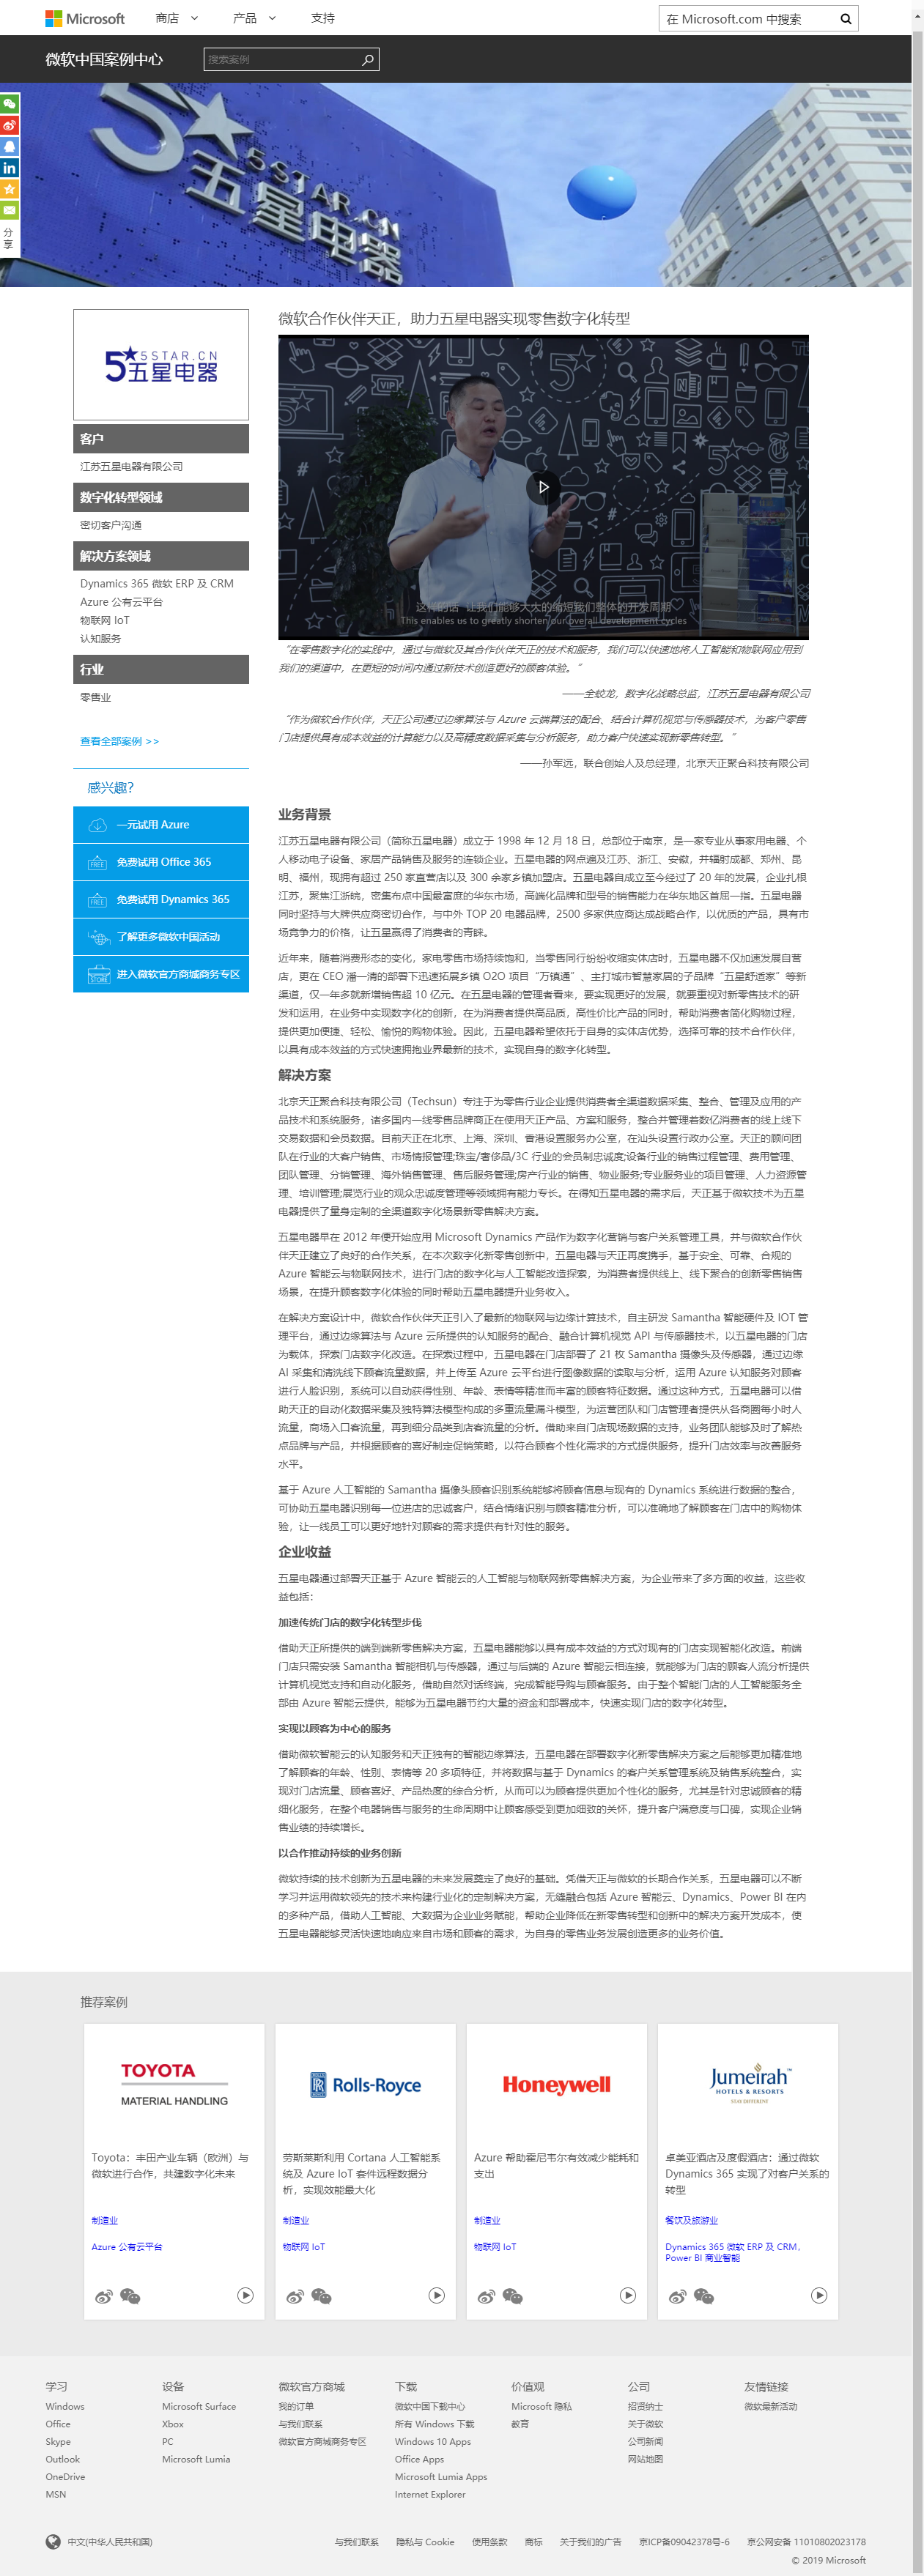 Microsoft
商店
产品
支持
在 Microsoft.com 中搜索
微软中国案例中心
搜索案例
5STAR
五星电器
5STAR
五星电器
分享
5STAR.CN
五星电器
客户
江苏五星电器有限公司
数字化转型领域
密切客户沟通
解决方案领域
Dynamics 365 微软 ERP 及 CRM
Azure 公有云平台
物联网 IoT
认知服务
行业
零售业
查看全部案例 >>
感兴趣？
一元试用 Azure
免费试用 Office 365
免费试用 Dynamics 365
了解更多微软中国活动
进入微软官方商城商务专区
微软合作伙伴天正，助力五星电器实现零售数字化转型
这样的话 让我们能够大大的缩短我们整体的开发周期
This enables us to greatly shorten our overall development cycles
“在零售数字化的实践中，通过与微软及其合作伙伴天正的技术和服务，我们可以快速地将人工智能和物联网应用到
我们的渠道中，在更短的时间内通过新技术创造更好的顾客体验。”
——全蛟龙，数字化战略总监，江苏五星电器有限公司
“作为微软合作伙伴，天正公司通过边缘算法与 Azure 云端算法的配合、结合计算机视觉与传感器技术，为客户零售
门店提供具有成本效益的计算能力以及高精度数据采集与分析服务，助力客户快速实现新零售转型。”
——孙军远，联合创始人及总经理，北京天正聚合科技有限公司
业务背景
江苏五星电器有限公司（简称五星电器）成立于 1998 年 12 月 18 日，总部位于南京，是一家专业从事家用电器、个
人移动电子设备、家居产品销售及服务的连锁企业。五星电器的网点遍及江苏、浙江、安徽，并辐射成都、郑州、昆
明、福州，现拥有超过 250 家直营店以及 300 余家乡镇加盟店。五星电器自成立至今经过了 20 年的发展，企业扎根
江苏，聚焦江浙皖，密集布点中国最富庶的华东市场，高端化品牌和型号的销售能力在华东地区首屈一指。五星电器
同时坚持与大牌供应商密切合作，与中外 TOP 20 电器品牌，2500 多家供应商达成战略合作，以优质的产品，具有市
场竞争力的价格，让五星赢得了消费者的青睐。
近年来，随着消费形态的变化，家电零售市场持续饱和，当零售同行纷纷收缩实体店时，五星电器不仅加速发展自营
店，更在 CEO 潘一清的部署下迅速拓展乡镇 O2O 项目“万镇通”、主打城市智慧家居的子品牌“五星舒适家”等新
渠道，仅一年多就新增销售超 10 亿元。在五星电器的管理者看来，要实现更好的发展，就要重视对新零售技术的研
发和运用，在业务中实现数字化的创新，在为消费者提供高品质，高性价比产品的同时，帮助消费者简化购物过程，
提供更加便捷、轻松、愉悦的购物体验。因此，五星电器希望依托于自身的实体店优势，选择可靠的技术合作伙伴，
以具有成本效益的方式快速拥抱业界最新的技术，实现自身的数字化转型。
解决方案
北京天正聚合科技有限公司（Techsun）专注于为零售行业企业提供消费者全渠道数据采集、整合、管理及应用的产
品技术和系统服务，诸多国内一线零售品牌商正在使用天正产品、方案和服务，整合并管理着数亿消费者的线上线下
交易数据和会员数据。目前天正在北京、上海、深圳、香港设置服务办公室，在汕头设置行政办公室。天正的顾问团
队在行业的大客户销售、市场情报管理;珠宝/奢侈品/3C 行业的会员制忠诚度;设备行业的销售过程管理、费用管理、
团队管理、分销管理、海外销售管理、售后服务管理;房产行业的销售、物业服务;专业服务业的项目管理、人力资源管
理、培训管理;展览行业的观众忠诚度管理等领域拥有能力专长。在得知五星电器的需求后，天正基于微软技术为五星
电器提供了量身定制的全渠道数字化场景新零售解决方案。
五星电器早在 2012 年便开始应用 Microsoft Dynamics 产品作为数字化营销与客户关系管理工具，并与微软合作伙
伴天正建立了良好的合作关系，在本次数字化新零售创新中，五星电器与天正再度携手，基于安全、可靠、合规的
Azure 智能云与物联网技术，进行门店的数字化与人工智能改造探索，为消费者提供线上、线下聚合的创新零售销售
场景，在提升顾客数字化体验的同时帮助五星电器提升业务收入。
在解决方案设计中，微软合作伙伴天正引入了最新的物联网与边缘计算技术，自主研发 Samantha 智能硬件及 IOT 管
理平台，通过边缘算法与 Azure 云所提供的认知服务的配合、融合计算机视觉 API 与传感器技术，以五星电器的门店
为载体，探索门店数字化改造。在探索过程中，五星电器在门店部署了 21 枚 Samantha 摄像头及传感器，通过边缘
AI 采集和清洗线下顾客流量数据，并上传至 Azure 云平台进行图像数据的读取与分析，运用 Azure 认知服务对顾客
进行人脸识别，系统可以自动获得性别、年龄、表情等精准而丰富的顾客特征数据。通过这种方式，五星电器可以借
助天正的自动化数据采集及独特算法模型构成的多重流量漏斗模型，为运营团队和门店管理者提供从各商圈每小时人
流量，商场入口客流量，再到细分品类到店客流量的分析。借助来自门店现场数据的支持，业务团队能够及时了解热
点品牌与产品，并根据顾客的喜好制定促销策略，以符合顾客个性化需求的方式提供服务，提升门店效率与改善服务
水平。
基于 Azure 人工智能的 Samantha 摄像头顾客识别系统能够将顾客信息与现有的 Dynamics 系统进行数据的整合，
可协助五星电器识别每一位进店的忠诚客户，结合情绪识别与顾客精准分析，可以准确地了解顾客在门店中的购物体
验，让一线员工可以更好地针对顾客的需求提供有针对性的服务。
企业收益
五星电器通过部署天正基于 Azure 智能云的人工智能与物联网新零售解决方案，为企业带来了多方面的收益，这些收
益包括：
加速传统门店的数字化转型步伐
借助天正所提供的端到端新零售解决方案，五星电器能够以具有成本效益的方式对现有的门店实现智能化改造。前端
门店只需安装 Samantha 智能相机与传感器，通过与后端的 Azure 智能云相连接，就能够为门店的顾客人流分析提供
计算机视觉支持和自动化服务，借助自然对话终端，完成智能导购与顾客服务。由于整个智能门店的人工智能服务全
部由 Azure 智能云提供，能够为五星电器节约大量的资金和部署成本，快速实现门店的数字化转型。
实现以顾客为中心的服务
借助微软智能云的认知服务和天正独有的智能边缘算法，五星电器在部署数字化新零售解决方案之后能够更加精准地
了解顾客的年龄、性别、表情等 20 多项特征，并将数据与基于 Dynamics 的客户关系管理系统及销售系统整合，实
现对门店流量、顾客喜好、产品热度的综合分析，从而可以为顾客提供更加个性化的服务，尤其是针对忠诚顾客的精
细化服务，在整个电器销售与服务的生命周期中让顾客感受到更加细致的关怀，提升客户满意度与口碑，实现企业销
售业绩的持续增长。
以合作推动持续的业务创新
微软持续的技术创新为五星电器的未来发展奠定了良好的基础。凭借天正与微软的长期合作关系，五星电器可以不断
学习并运用微软领先的技术来构建行业化的定制解决方案，无缝融合包括 Azure 智能云、Dynamics、Power BI 在内
的多种产品，借助人工智能、大数据为企业业务赋能，帮助企业降低在新零售转型和创新中的解决方案开发成本，使
五星电器能够灵活快速地响应来自市场和顾客的需求，为自身的零售业务发展创造更多的业务价值。
推荐案例
TOYOTA
MATERIAL HANDLING
Toyota：丰田产业车辆（欧洲）与
微软进行合作，共建数字化未来
制造业
Azure 公有云平台
Rolls-Royce
劳斯莱斯利用 Cortana 人工智能系
统及 Azure IoT 套件远程数据分
析，实现效能最大化
制造业
物联网 IoT
Honeywell
Azure 帮助霍尼韦尔有效减少能耗和
支出
制造业
物联网 IoT
Jumeirah
HOTELS & RESORTS
STAY DIFFERENT
卓美亚酒店及度假酒店：通过微软
Dynamics 365 实现了对客户关系的
转型
餐饮及旅游业
Dynamics 365 微软 ERP 及 CRM，
Power BI 商业智能
学习
Windows
Office
Skype
Outlook
OneDrive
MSN
设备
Microsoft Surface
Xbox
PC
Microsoft Lumia
微软官方商城
我的订单
与我们联系
微软官方商城商务专区
下载
微软中国下载中心
所有 Windows 下载
Windows 10 Apps
Office Apps
Microsoft Lumia Apps
Internet Explorer
价值观
Microsoft 隐私
教育
公司
招贤纳士
关于微软
公司新闻
网站地图
友情链接
微软最新活动
中文(中华人民共和国)
与我们联系
隐私与 Cookie
使用条款
商标
关于我们的广告
京ICP备09042378号-6
京公网安备 11010802023178
© 2019 Microsoft